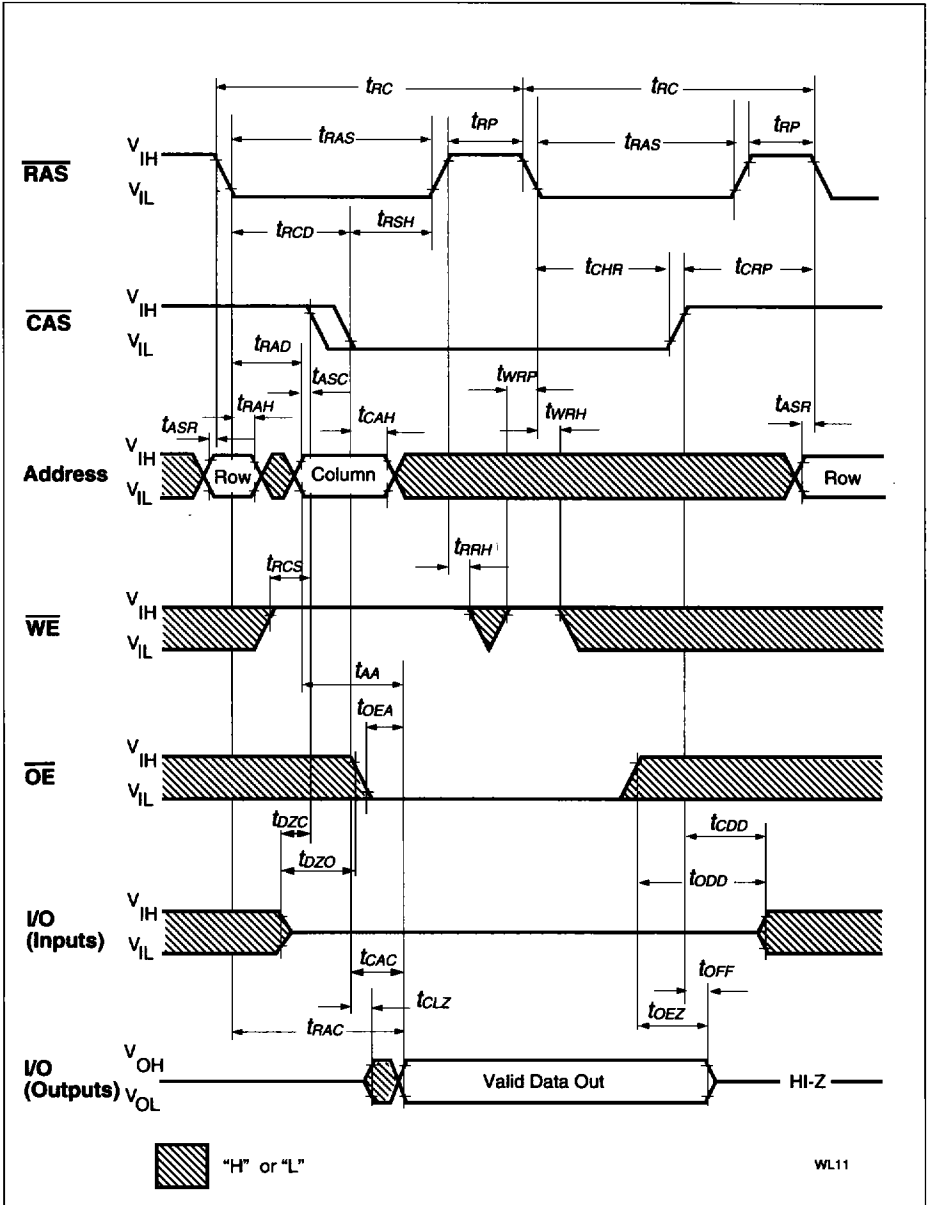 tRC tRC
tRAS tRP tRAS tRP
RAS VIH
VIL
tRCD tRSH
tCHR tCRP
CAS VIH
VIL
tRAD
tASC tWRP
tASR tRAH tCAH tWRH tASR
Address VIH
VIL
Row Column Row
tRCS tRRH
WE VIH
VIL
tAA
tOEA
OE VIH
VIL
tDZC tCDD
tDZO tODD
I/O (Inputs) VIH
VIL
tCAC tOFF
tCLZ tOEZ
tRAC
I/O (Outputs) VOH
VOL
Valid Data Out HI-Z
"H" or "L"
WL11